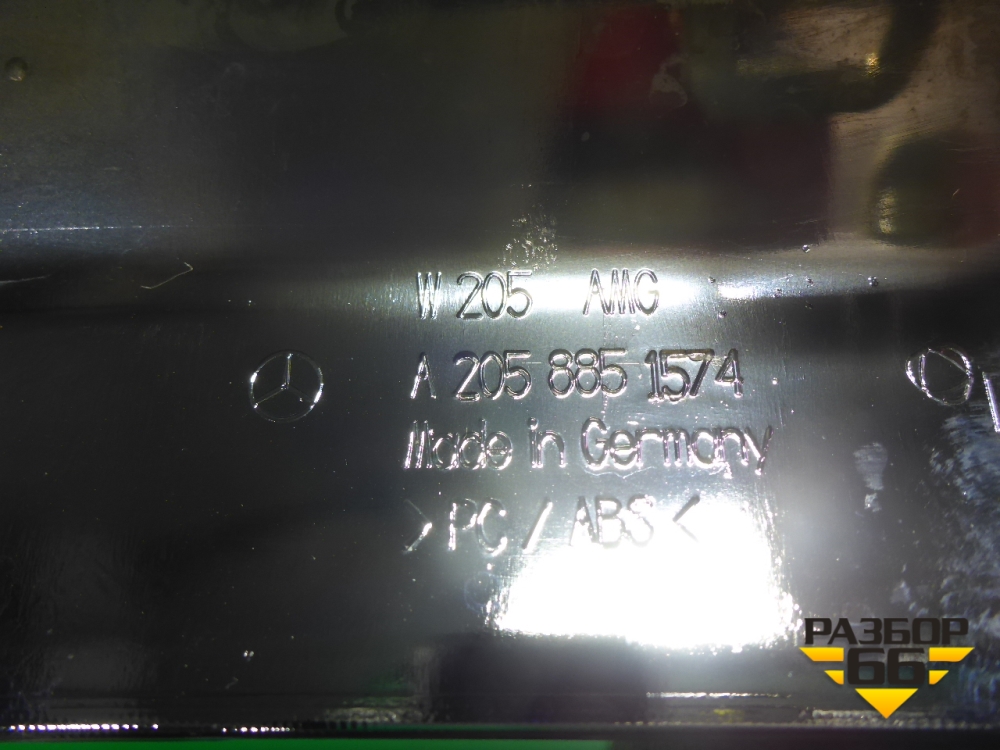 W 205 AMG
A 205 885 1574
Made in Germany
>PC / ABS<
РАЗБОР
66